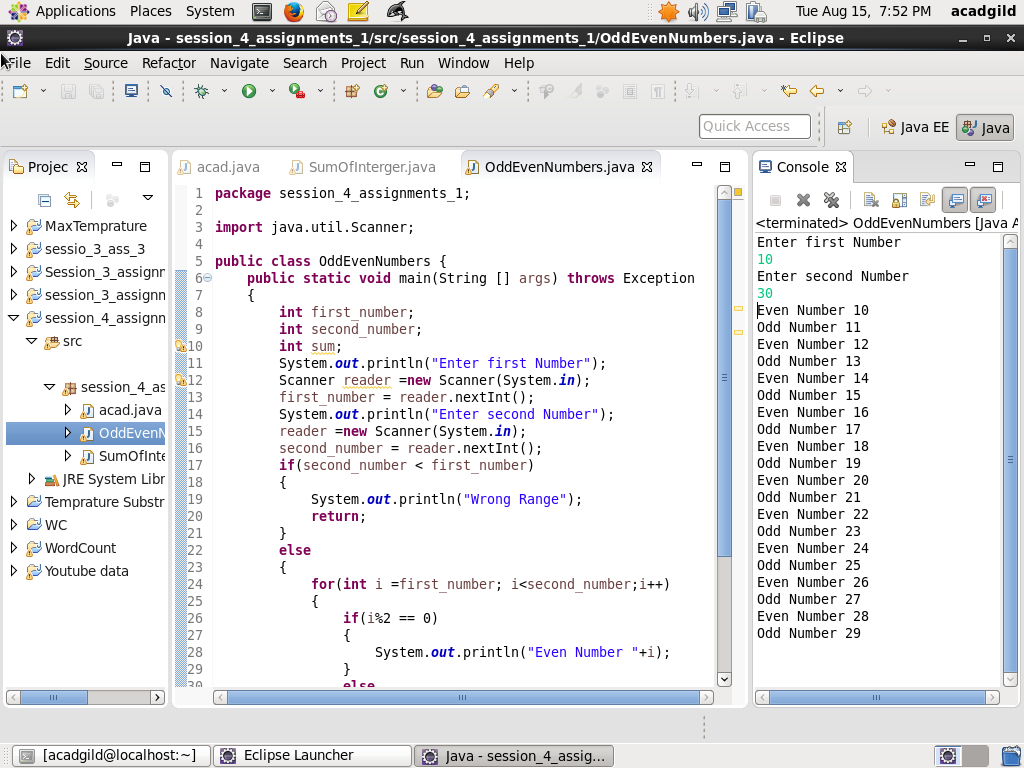 Applications Places System Tue Aug 15, 7:52 PM acadgild
Java - session_4_assignments_1/src/session_4_assignments_1/OddEvenNumbers.java - Eclipse
File Edit Source Refactor Navigate Search Project Run Window Help
Quick Access Java EE Java
Projec
MaxTemprature
sessio_3_ass_3
Session_3_assignm
session_3_assignm
session_4_assignm
src
session_4_as
acad.java
OddEvenN
SumOfInte
JRE System Libr
Temprature Substr
WC
WordCount
Youtube data
acad.java SumOfInterger.java OddEvenNumbers.java
1 package session_4_assignments_1;
2
3 import java.util.Scanner;
4
5 public class OddEvenNumbers {
6 public static void main(String [] args) throws Exception
7 {
8 int first_number;
9 int second_number;
10 int sum;
11 System.out.println("Enter first Number");
12 Scanner reader =new Scanner(System.in);
13 first_number = reader.nextInt();
14 System.out.println("Enter second Number");
15 reader =new Scanner(System.in);
16 second_number = reader.nextInt();
17 if(second_number < first_number)
18 {
19 System.out.println("Wrong Range");
20 return;
21 }
22 else
23 {
24 for(int i =first_number; i<second_number;i++)
25 {
26 if(i%2 == 0)
27 {
28 System.out.println("Even Number "+i);
29 }
30 else
Console
<terminated> OddEvenNumbers [Java A
Enter first Number
10
Enter second Number
30
Even Number 10
Odd Number 11
Even Number 12
Odd Number 13
Even Number 14
Odd Number 15
Even Number 16
Odd Number 17
Even Number 18
Odd Number 19
Even Number 20
Odd Number 21
Even Number 22
Odd Number 23
Even Number 24
Odd Number 25
Even Number 26
Odd Number 27
Even Number 28
Odd Number 29
[acadgild@localhost:~] Eclipse Launcher Java - session_4_assig...